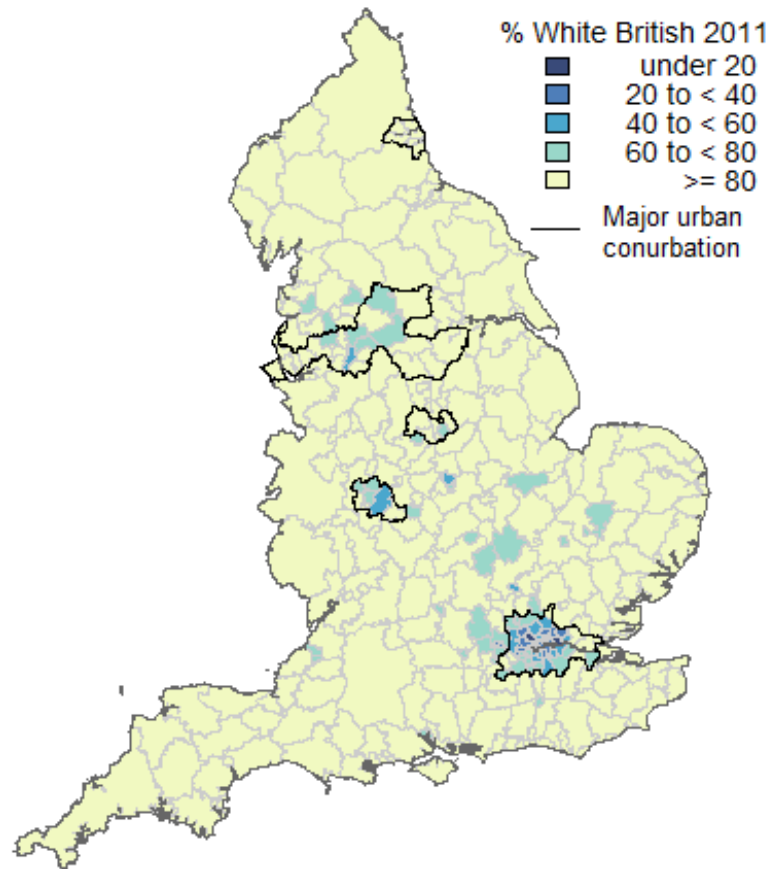 % White British 2011
under 20
20 to < 40
40 to < 60
60 to < 80
>= 80
Major urban
conurbation